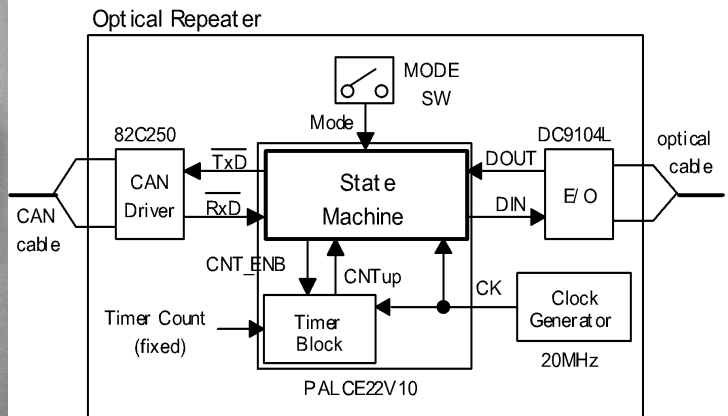 Optical Repeater
MODE
SW
Mode
82C250
DC9104L
optical
cable
TxD
DOUT
CAN
Driver
State
Machine
E/O
RxD
DIN
CAN
cable
CNT_ENB
CNTup
CK
Timer Count
(fixed)
Timer
Block
Clock
Generator
20MHz
PALCE22V10